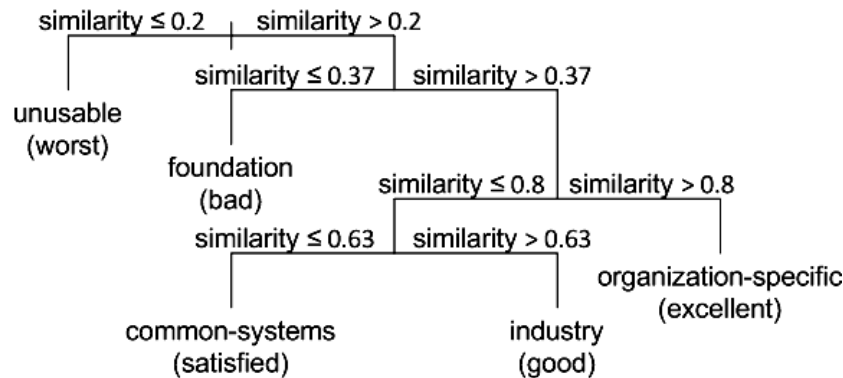 similarity ≤ 0.2 similarity > 0.2
similarity ≤ 0.37 similarity > 0.37
unusable
(worst)
foundation
(bad)
similarity ≤ 0.8 similarity > 0.8
similarity ≤ 0.63 similarity > 0.63
organization-specific
(excellent)
common-systems
(satisfied)
industry
(good)